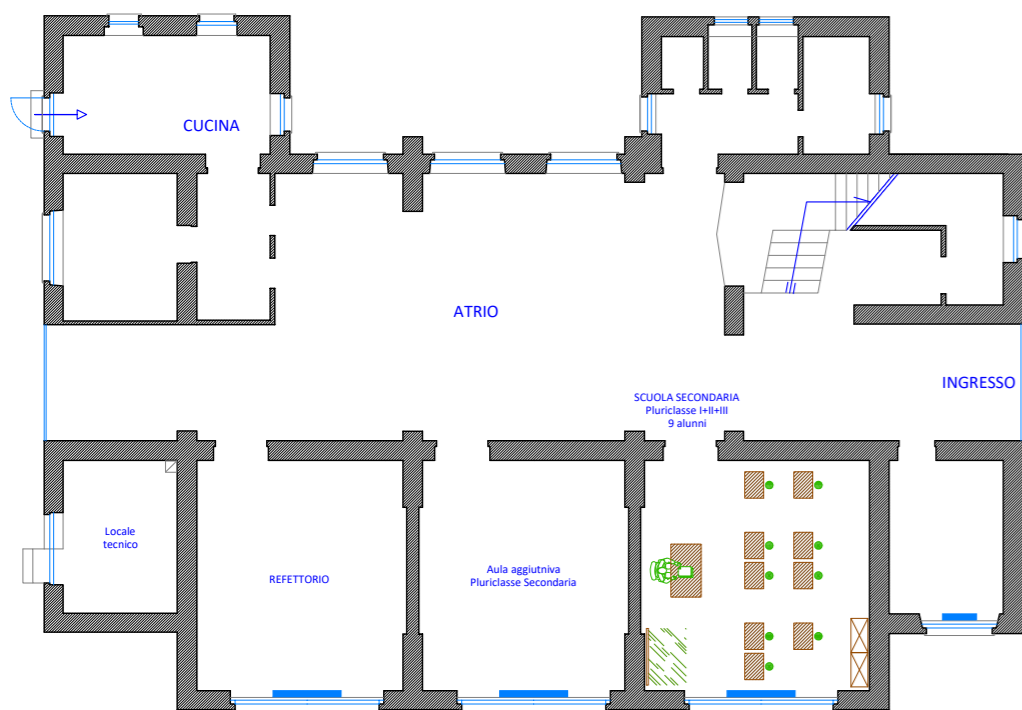 CUCINA
ATRIO
INGRESSO
SCUOLA SECONDARIA
Pluriclasse I+II+III
9 alunni
Locale
tecnico
REFETTORIO
Aula aggiutniva
Pluriclasse Secondaria